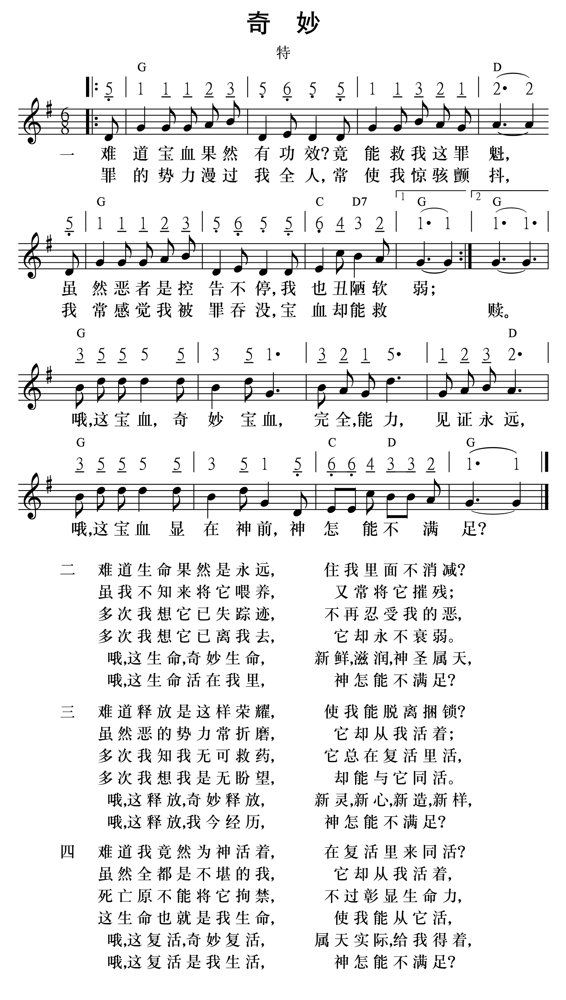 奇 妙
特
G D
5 1 1 1 2 3 5 6 5 5 1 1 3 2 1 2• 2
6
8
一 难 道 宝 血 果 然 有 功 效？竟 能 救 我 这 罪 魁，
罪 的 势 力 漫 过 我 全 人，常 使 我 惊 骇 颤 抖，
1 2
G C D7 G G
5 1 1 1 2 3 5 6 5 5 6 4 3 2 1• 1 1• 1•
虽 然 恶 者 是 控 告 不 停，我 也 丑 陋 软 弱；
我 常 感 觉 我 被 罪 吞 没，宝 血 却 能 救 赎。
G D
3 5 5 5 5 3 5 1• 3 2 1 5• 1 2 3 2•
哦，这 宝 血， 奇 妙 宝 血， 完 全，能 力， 见 证 永 远，
G C D G
3 5 5 5 5 3 5 1 5 6 6 4 3 3 2 1• 1
哦，这 宝 血 显 在 神 前， 神 怎 能 不 满 足？
二 难道生命果然是永远， 住我里面不消减？
虽我不知来将它喂养， 又常将它摧残；
多次我想它已失踪迹， 不再忍受我的恶，
多次我想它已离我去， 它却永不衰弱。
哦，这生命，奇妙生命， 新鲜，滋润，神圣属天，
哦，这生命活在我里， 神怎能不满足？
三 难道释放是这样荣耀， 使我能脱离捆锁？
虽然恶的势力常折磨， 它却从我活着；
多次我知我无可救药， 它总在复活里活，
多次我想我是无盼望， 却能与它同活。
哦，这释放，奇妙释放， 新灵，新心，新造，新样，
哦，这释放，我今经历， 神怎能不满足？
四 难道我竟然为神活着， 在复活里来同活？
虽然全都是不堪的我， 它却从我活着，
死亡原不能将它拘禁， 不过彰显生命力，
这生命也就是我生命， 使我能从它活，
哦，这复活，奇妙复活， 属天实际，给我得着，
哦，这复活是我生活， 神怎能不满足？